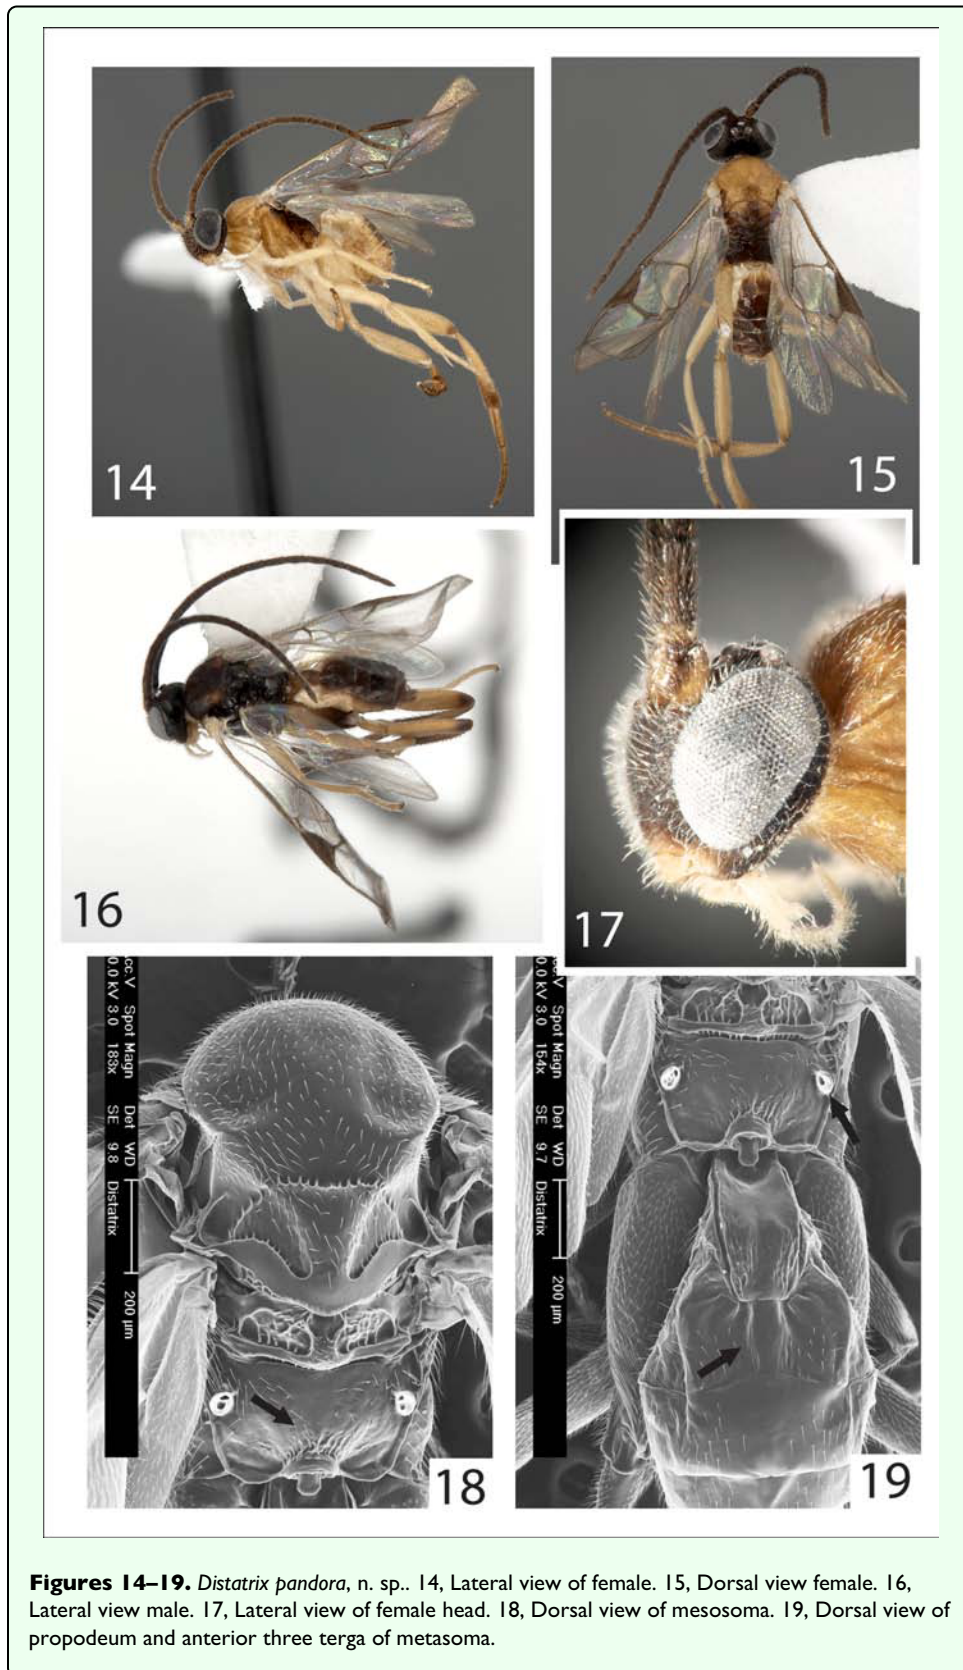 14
15
16
17
cc.V Spot Magn Det WD
0.0 kV 3.0 183x SE 9.8 Distatrix 200 µm
18
cc.V Spot Magn Det WD
0.0 kV 3.0 154x SE 9.7 Distatrix 200 µm
19
Figures 14–19. Distatrix pandora, n. sp.. 14, Lateral view of female. 15, Dorsal view female. 16,
Lateral view male. 17, Lateral view of female head. 18, Dorsal view of mesosoma. 19, Dorsal view of
propodeum and anterior three terga of metasoma.